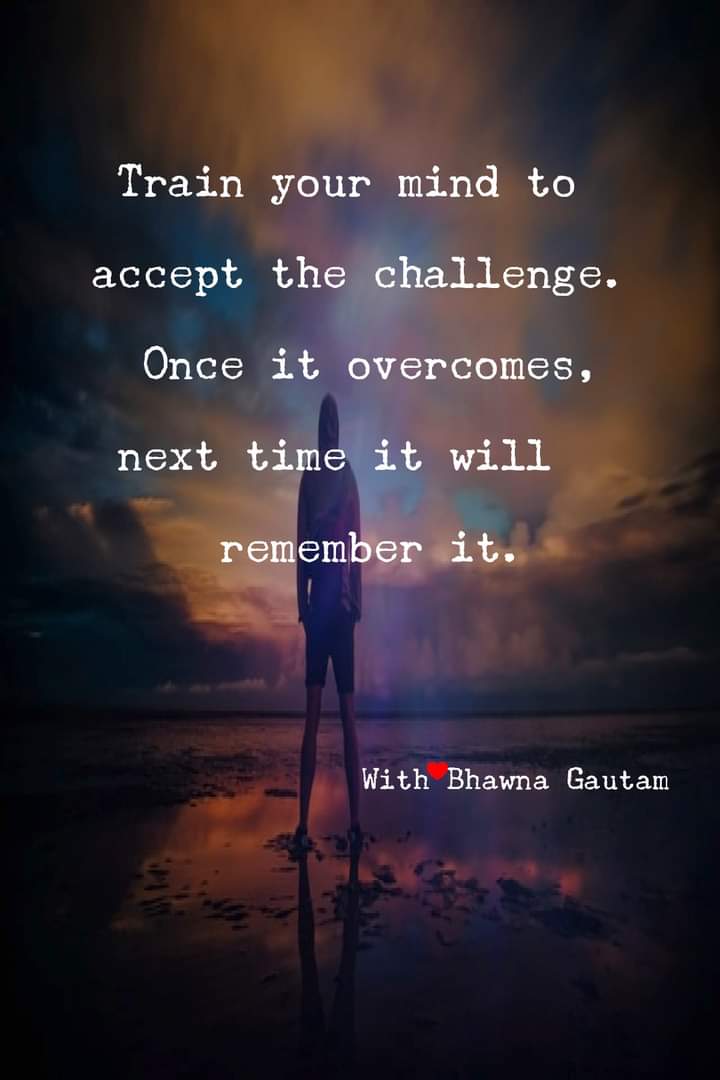 Train your mind to
accept the challenge.
Once it overcomes,
next time it will
remember it.
With❤Bhawna Gautam